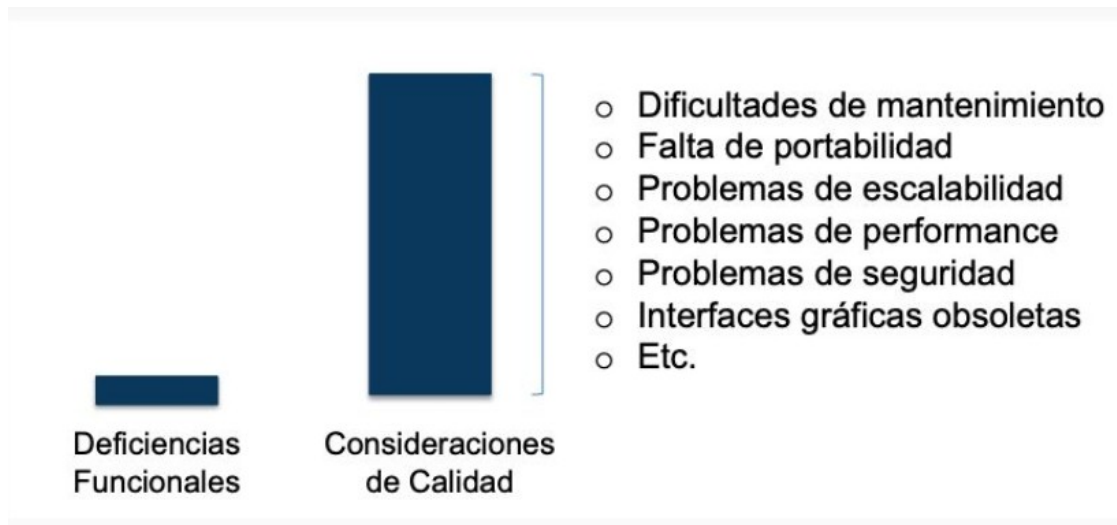 Dificultades de mantenimiento
Falta de portabilidad
Problemas de escalabilidad
Problemas de performance
Problemas de seguridad
Interfaces gráficas obsoletas
Etc.
Deficiencias
Funcionales
Consideraciones
de Calidad